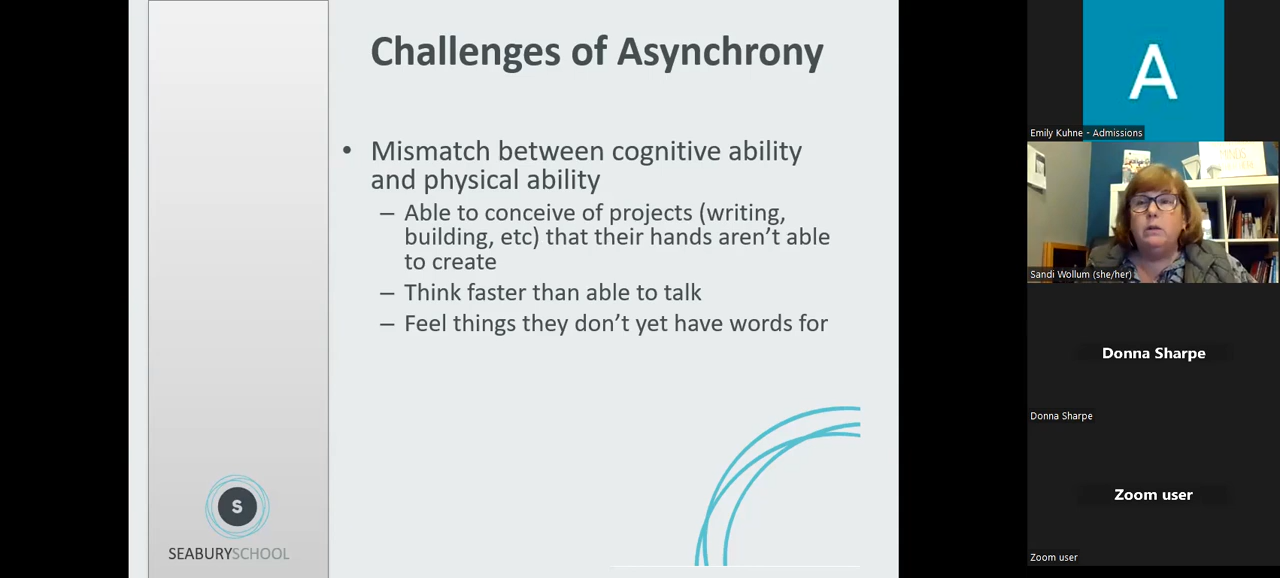 Challenges of Asynchrony
• Mismatch between cognitive ability
and physical ability
– Able to conceive of projects (writing,
building, etc) that their hands aren’t able
to create
– Think faster than able to talk
– Feel things they don’t yet have words for
S
SEABURYSCHOOL
A
Emily Kuhne - Admissions
Sandi Wollum (she/her)
Donna Sharpe
Donna Sharpe
Zoom user
Zoom user